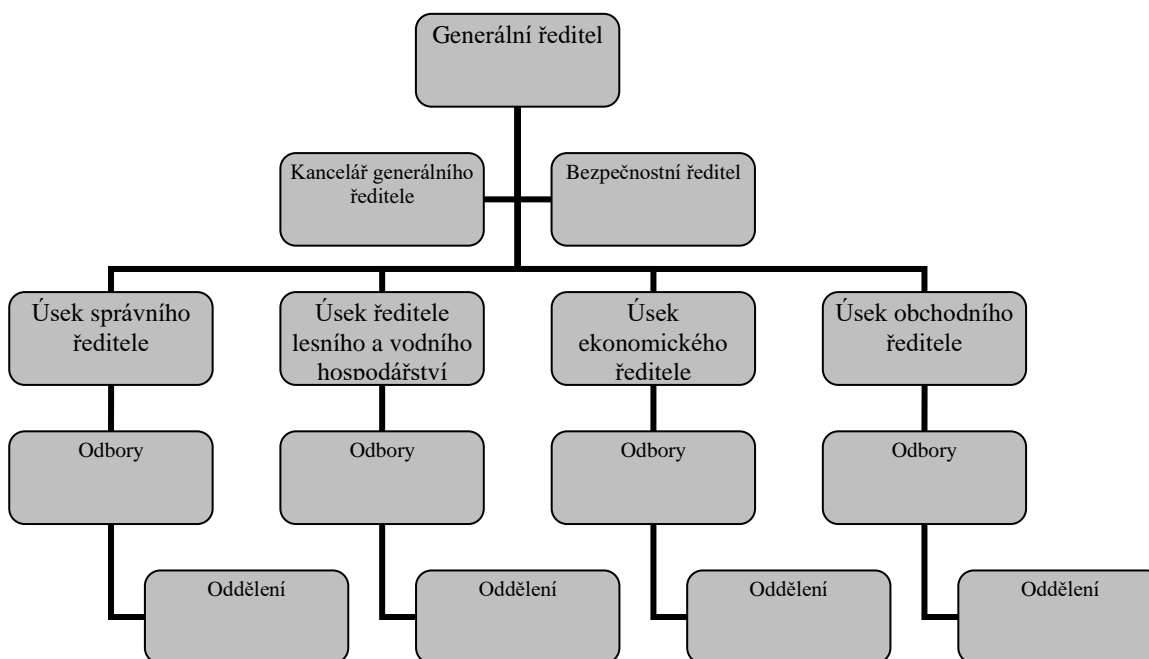 Generální ředitel
Kancelář generálního
ředitele
Bezpečnostní ředitel
Úsek správního
ředitele
Úsek ředitele
lesního a vodního
hospodářství
Úsek
ekonomického
ředitele
Úsek obchodního
ředitele
Odbory
Odbory
Odbory
Odbory
Oddělení
Oddělení
Oddělení
Oddělení